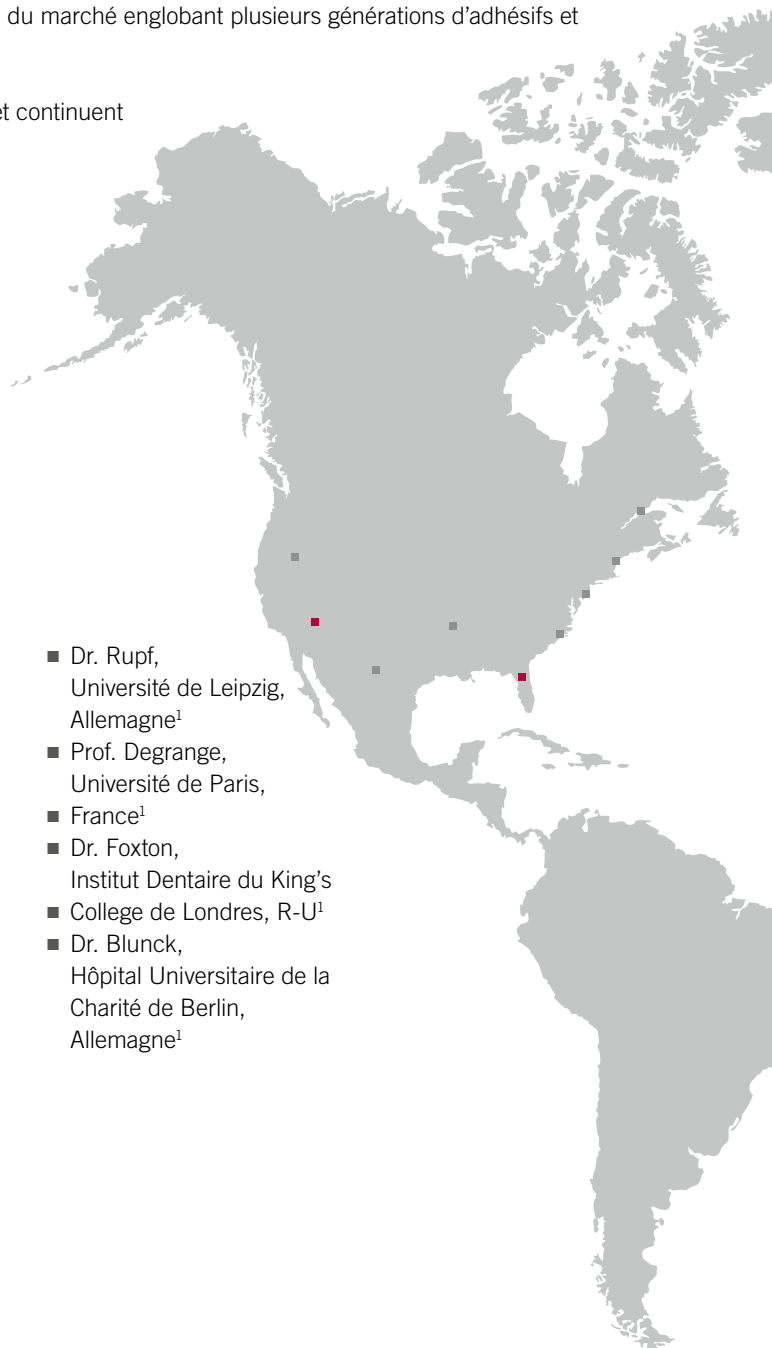 du marché englobant plusieurs générations d'adhésifs et
et continuent
■ Dr. Rupf,
Université de Leipzig,
Allemagne¹
■ Prof. Degrange,
Université de Paris,
■ France¹
■ Dr. Foxton,
Institut Dentaire du King's
■ College de Londres, R-U¹
■ Dr. Blunck,
Hôpital Universitaire de la
Charité de Berlin,
Allemagne¹